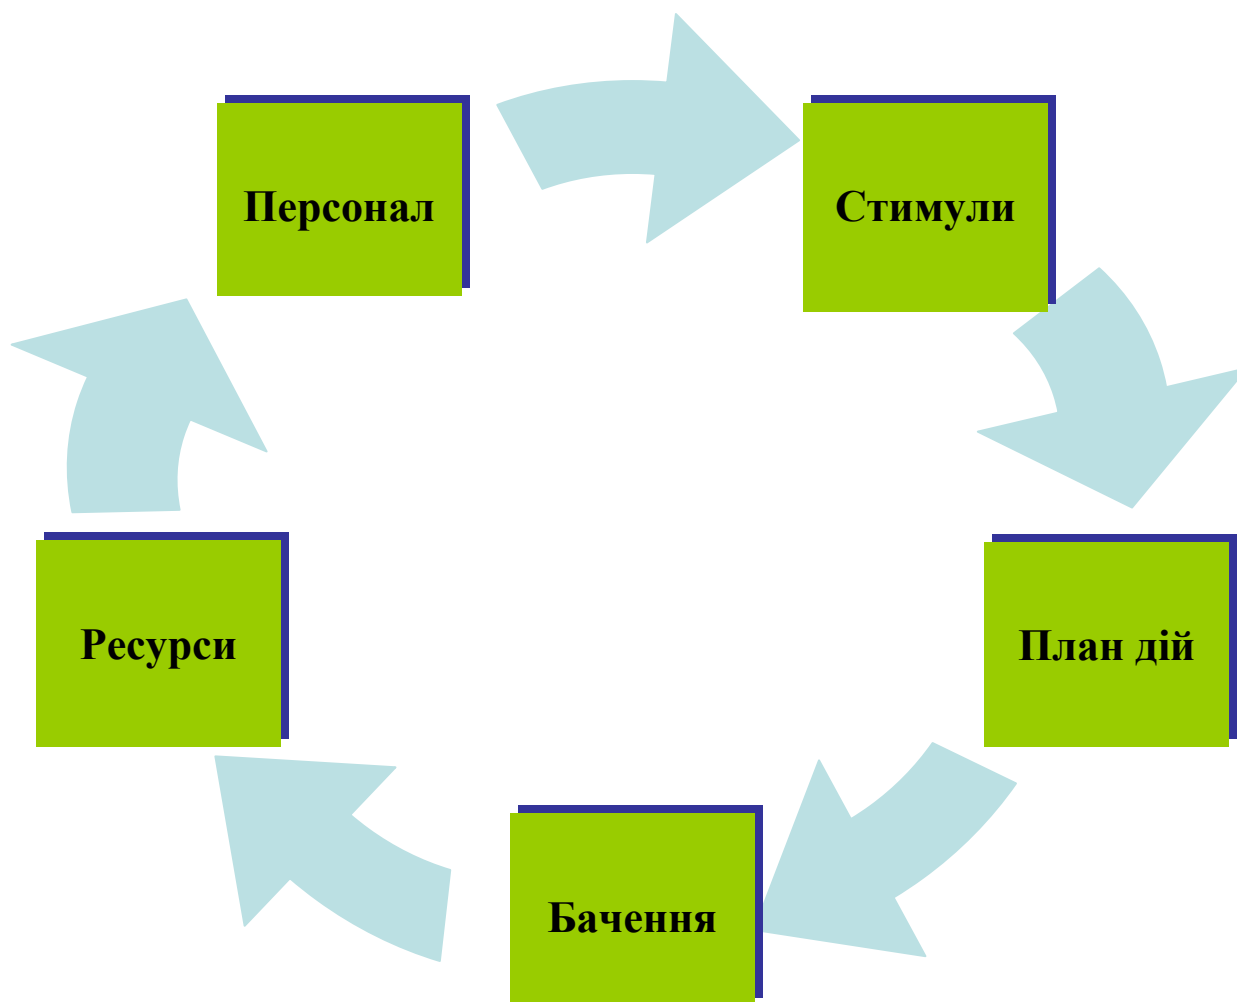 Персонал
Стимули
Ресурси
План дій
Бачення